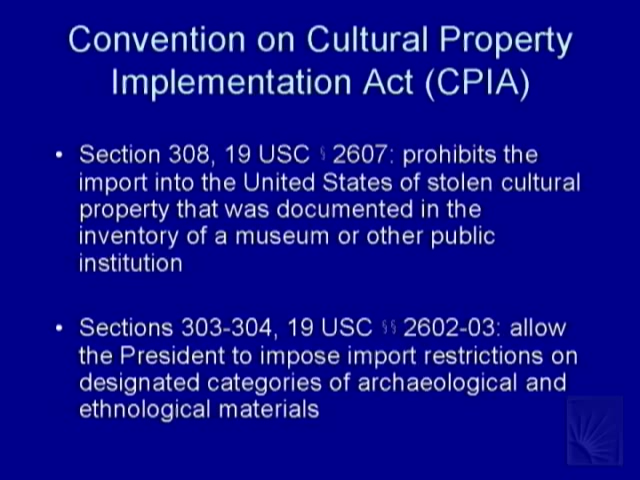 Convention on Cultural Property
Implementation Act (CPIA)
• Section 308, 19 USC § 2607: prohibits the
import into the United States of stolen cultural
property that was documented in the
inventory of a museum or other public
institution
• Sections 303-304, 19 USC §§ 2602-03: allow
the President to impose import restrictions on
designated categories of archaeological and
ethnological materials